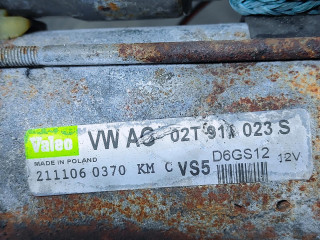 Valeo VW AG 02T 911 023 S
MADE IN POLAND
D6GS12 12V
211106 0370 KM C VS5